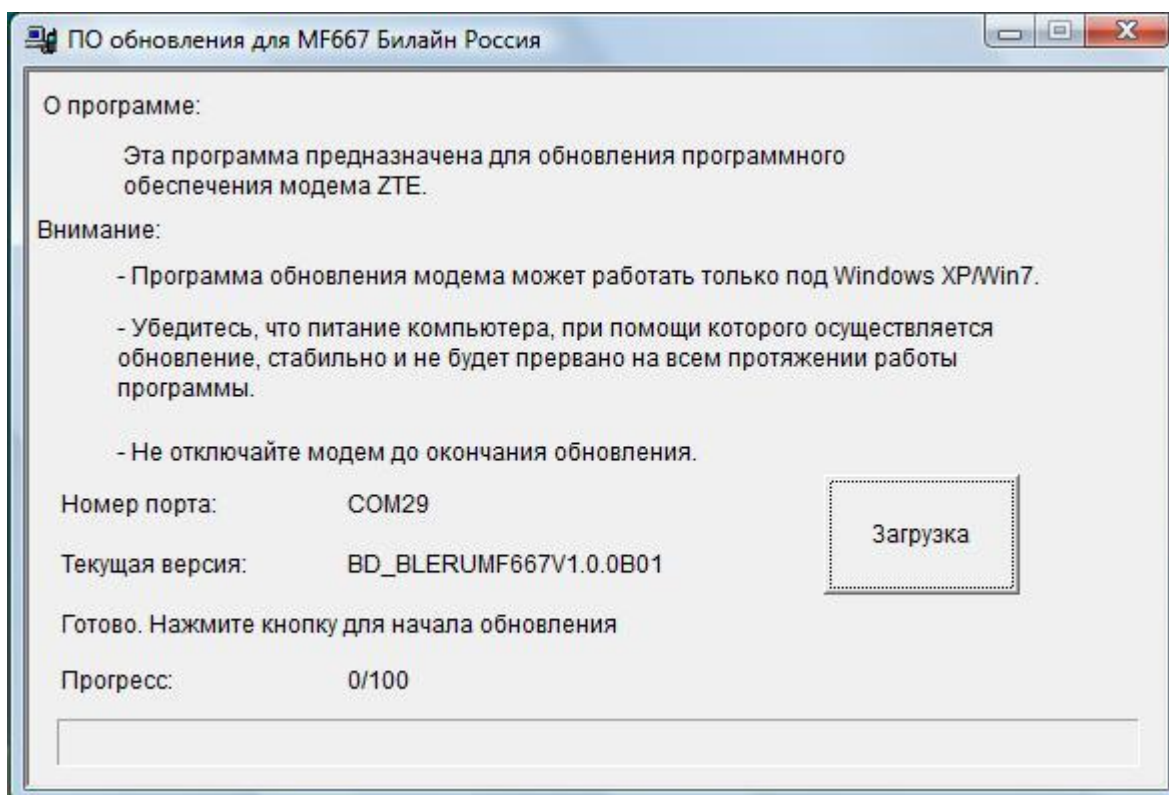 ПО обновления для MF667 Билайн Россия
О программе:
Эта программа предназначена для обновления программного
обеспечения модема ZTE.
Внимание:
- Программа обновления модема может работать только под Windows XP/Win7.
- Убедитесь, что питание компьютера, при помощи которого осуществляется
обновление, стабильно и не будет прервано на всем протяжении работы
программы.
- Не отключайте модем до окончания обновления.
Номер порта: COM29
Загрузка
Текущая версия: BD_BLERUMF667V1.0.0B01
Готово. Нажмите кнопку для начала обновления
Прогресс: 0/100